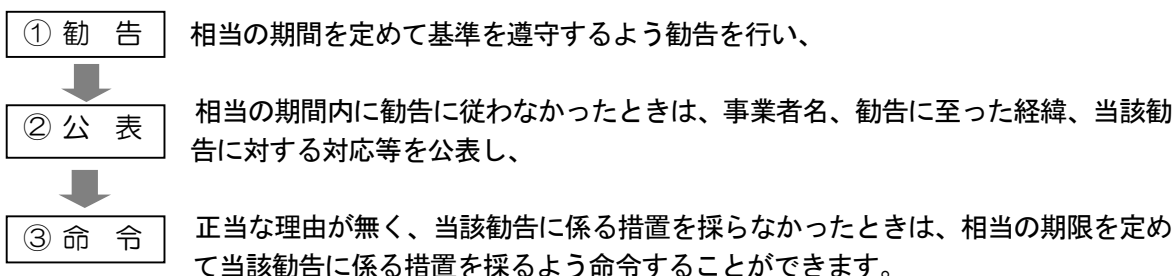 ① 勧 告
相当の期間を定めて基準を遵守するよう勧告を行い、
② 公 表
相当の期間内に勧告に従わなかったときは、事業者名、勧告に至った経緯、当該勧
告に対する対応等を公表し、
③ 命 令
正当な理由が無く、当該勧告に係る措置を採らなかったときは、相当の期限を定め
て当該勧告に係る措置を採るよう命令することができます。